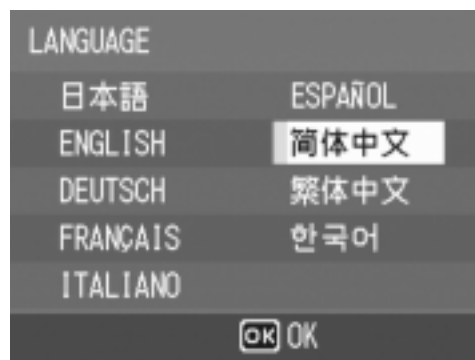 LANGUAGE
日本語 ESPAÑOL
ENGLISH 简体中文
DEUTSCH 繁体中文
FRANÇAIS 한국어
ITALIANO
OK OK